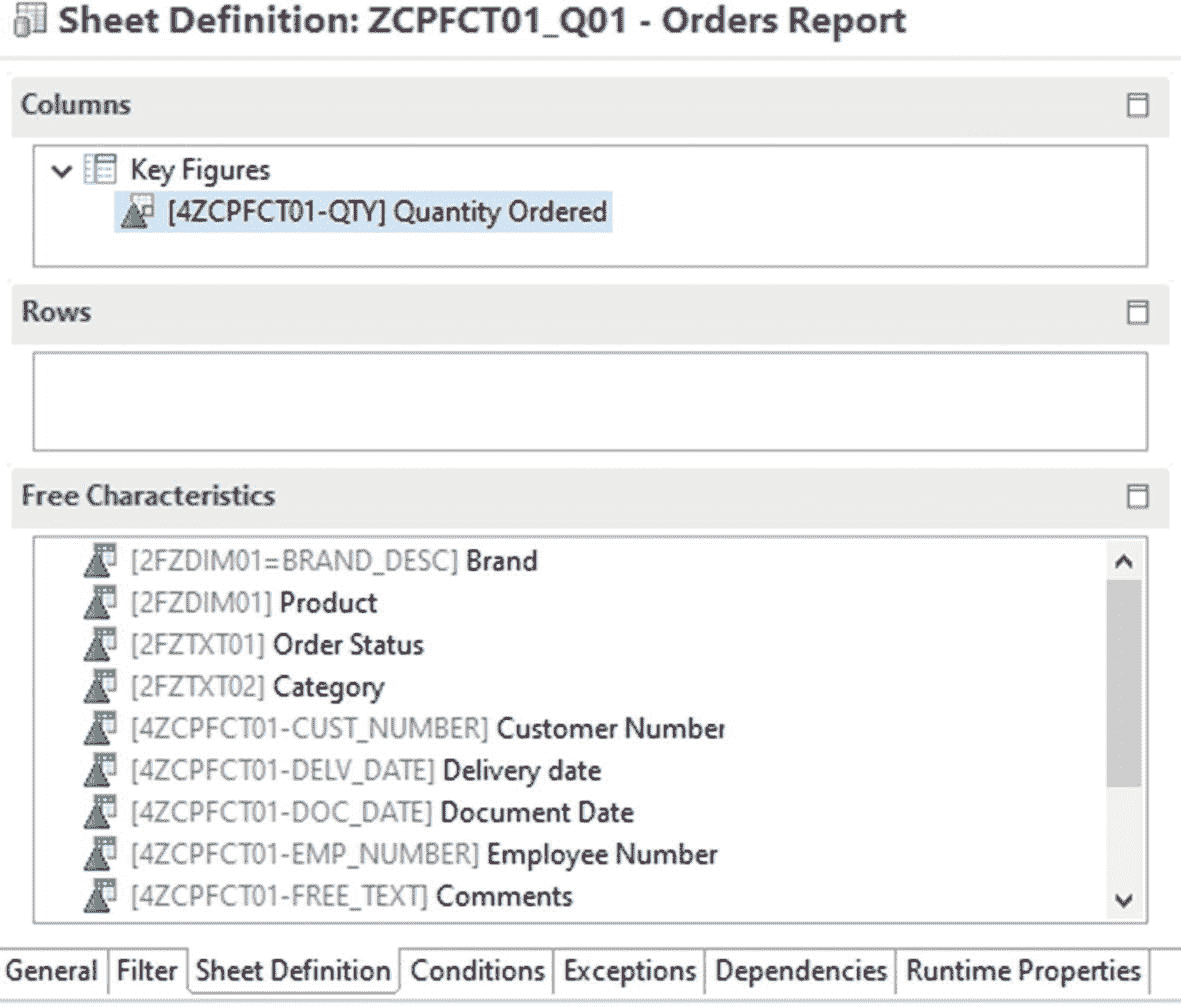 Sheet Definition: ZCPFCT01_Q01 - Orders Report
Columns
Key Figures
[4ZCPFCT01-QTY] Quantity Ordered
Rows
Free Characteristics
[2FZDIM01=BRAND_DESC] Brand
[2FZDIM01] Product
[2FZTXT01] Order Status
[2FZTXT02] Category
[4ZCPFCT01-CUST_NUMBER] Customer Number
[4ZCPFCT01-DELV_DATE] Delivery date
[4ZCPFCT01-DOC_DATE] Document Date
[4ZCPFCT01-EMP_NUMBER] Employee Number
[4ZCPFCT01-FREE_TEXT] Comments
General Filter Sheet Definition Conditions Exceptions Dependencies Runtime Properties